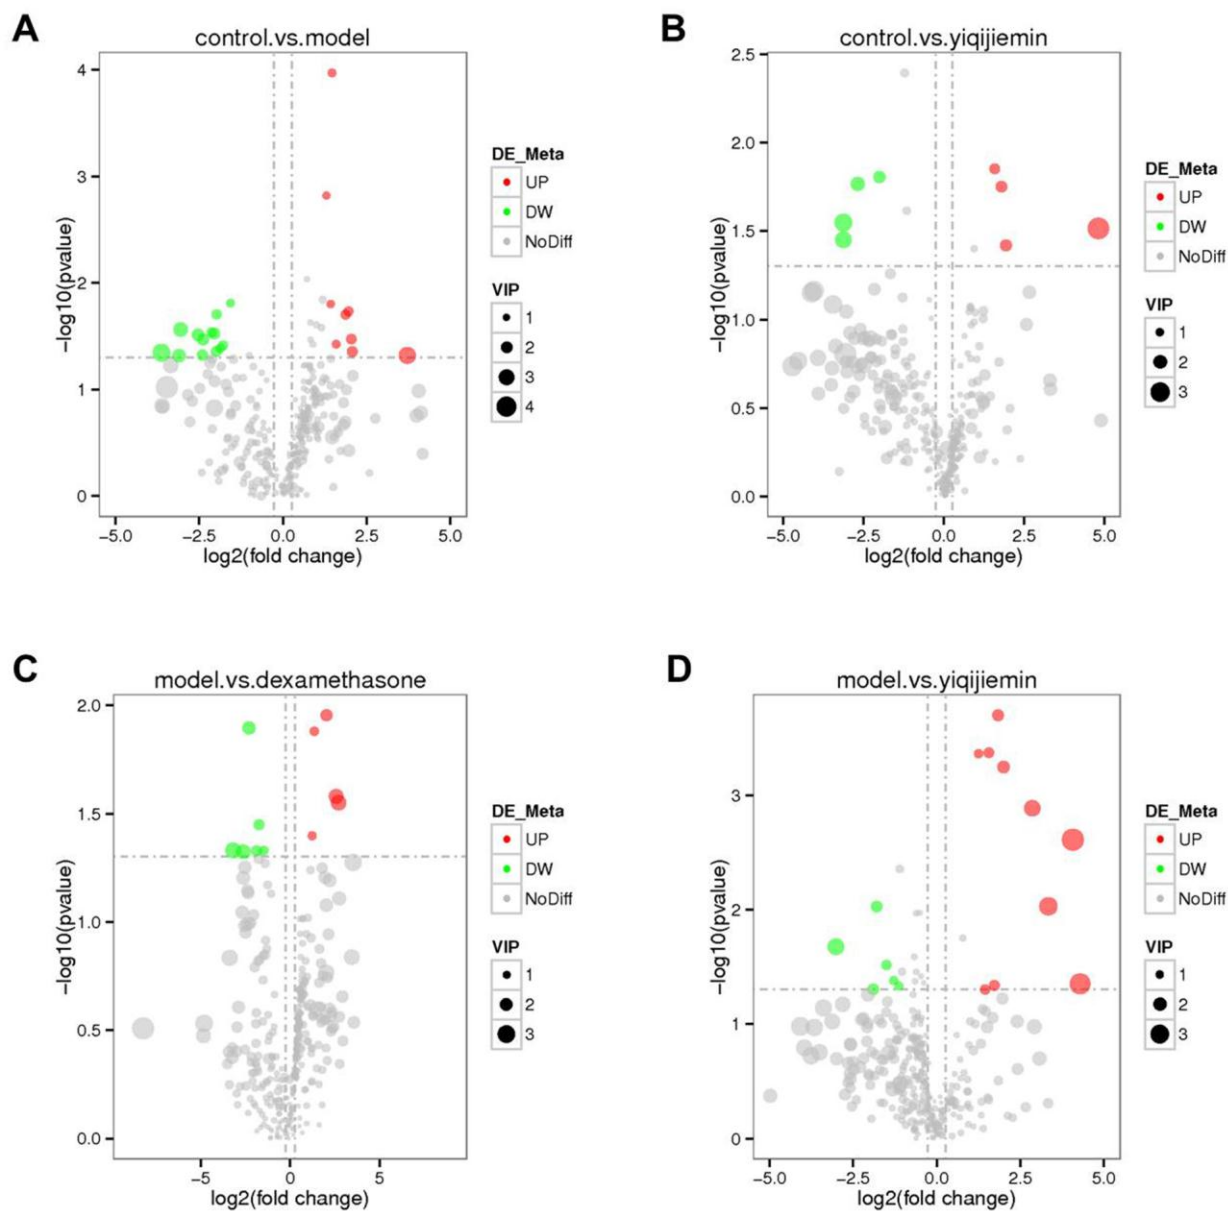 A
control.vs.model
−log10(pvalue)
4
3
2
1
0
−5.0 −2.5 0.0 2.5 5.0
log2(fold change)
DE_Meta
UP
DW
NoDiff
VIP
1
2
3
4
B
control.vs.yiqijiemin
−log10(pvalue)
2.5
2.0
1.5
1.0
0.5
0.0
−5.0 −2.5 0.0 2.5 5.0
log2(fold change)
DE_Meta
UP
DW
NoDiff
VIP
1
2
3
C
model.vs.dexamethasone
−log10(pvalue)
2.0
1.5
1.0
0.5
0.0
−5 0 5
log2(fold change)
DE_Meta
UP
DW
NoDiff
VIP
1
2
3
D
model.vs.yiqijiemin
−log10(pvalue)
3
2
1
0
−5.0 −2.5 0.0 2.5 5.0
log2(fold change)
DE_Meta
UP
DW
NoDiff
VIP
1
2
3